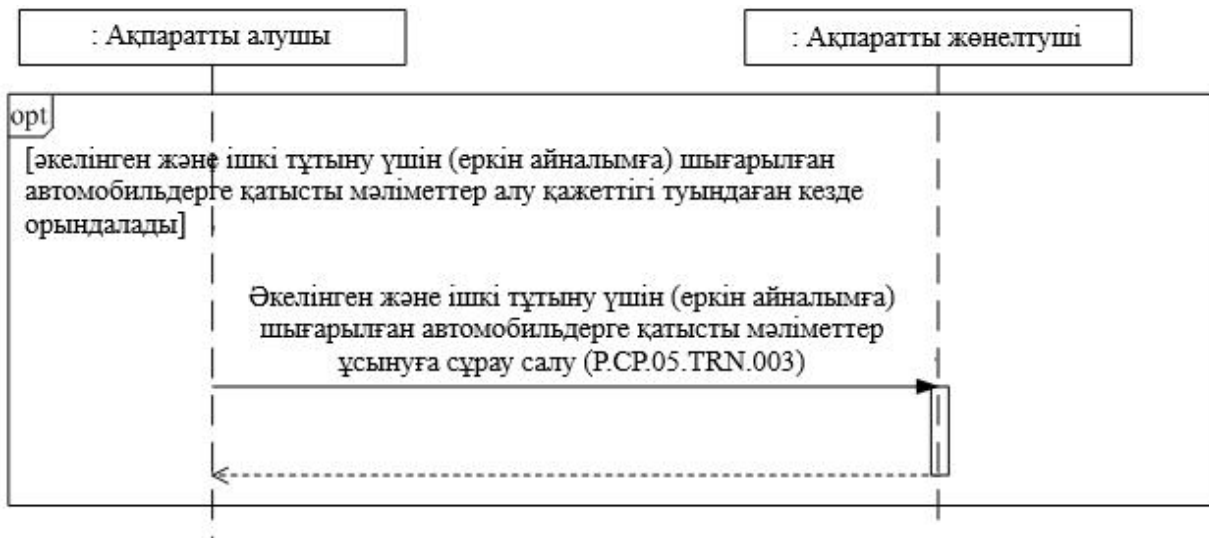 : Ақпаратты алушы
: Ақпаратты жөнелтуші
opt
[әкелінген және ішкі тұтыну үшін (еркін айналымға) шығарылған
автомобильдерге қатысты мәліметтер алу қажеттігі туындаған кезде
орындалады]
Әкелінген және ішкі тұтыну үшін (еркін айналымға)
шығарылған автомобильдерге қатысты мәліметтер
ұсынуға сұрау салу (P.CP.05.TRN.003)